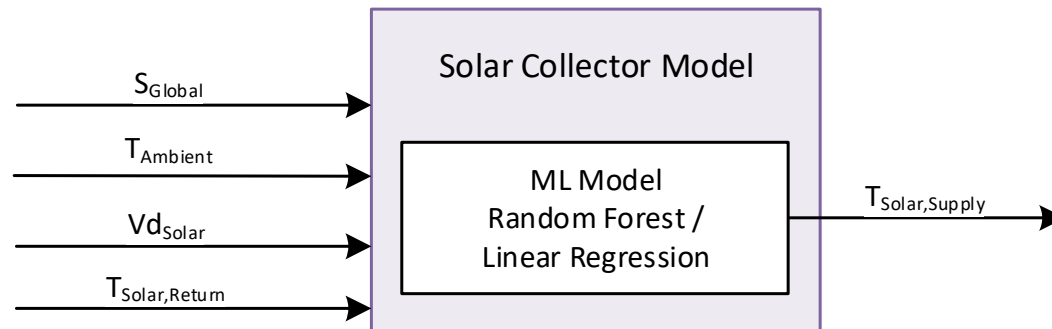 Solar Collector Model
S_Global
T_Ambient
Vd_Solar
T_Solar,Return
ML Model
Random Forest /
Linear Regression
T_Solar,Supply